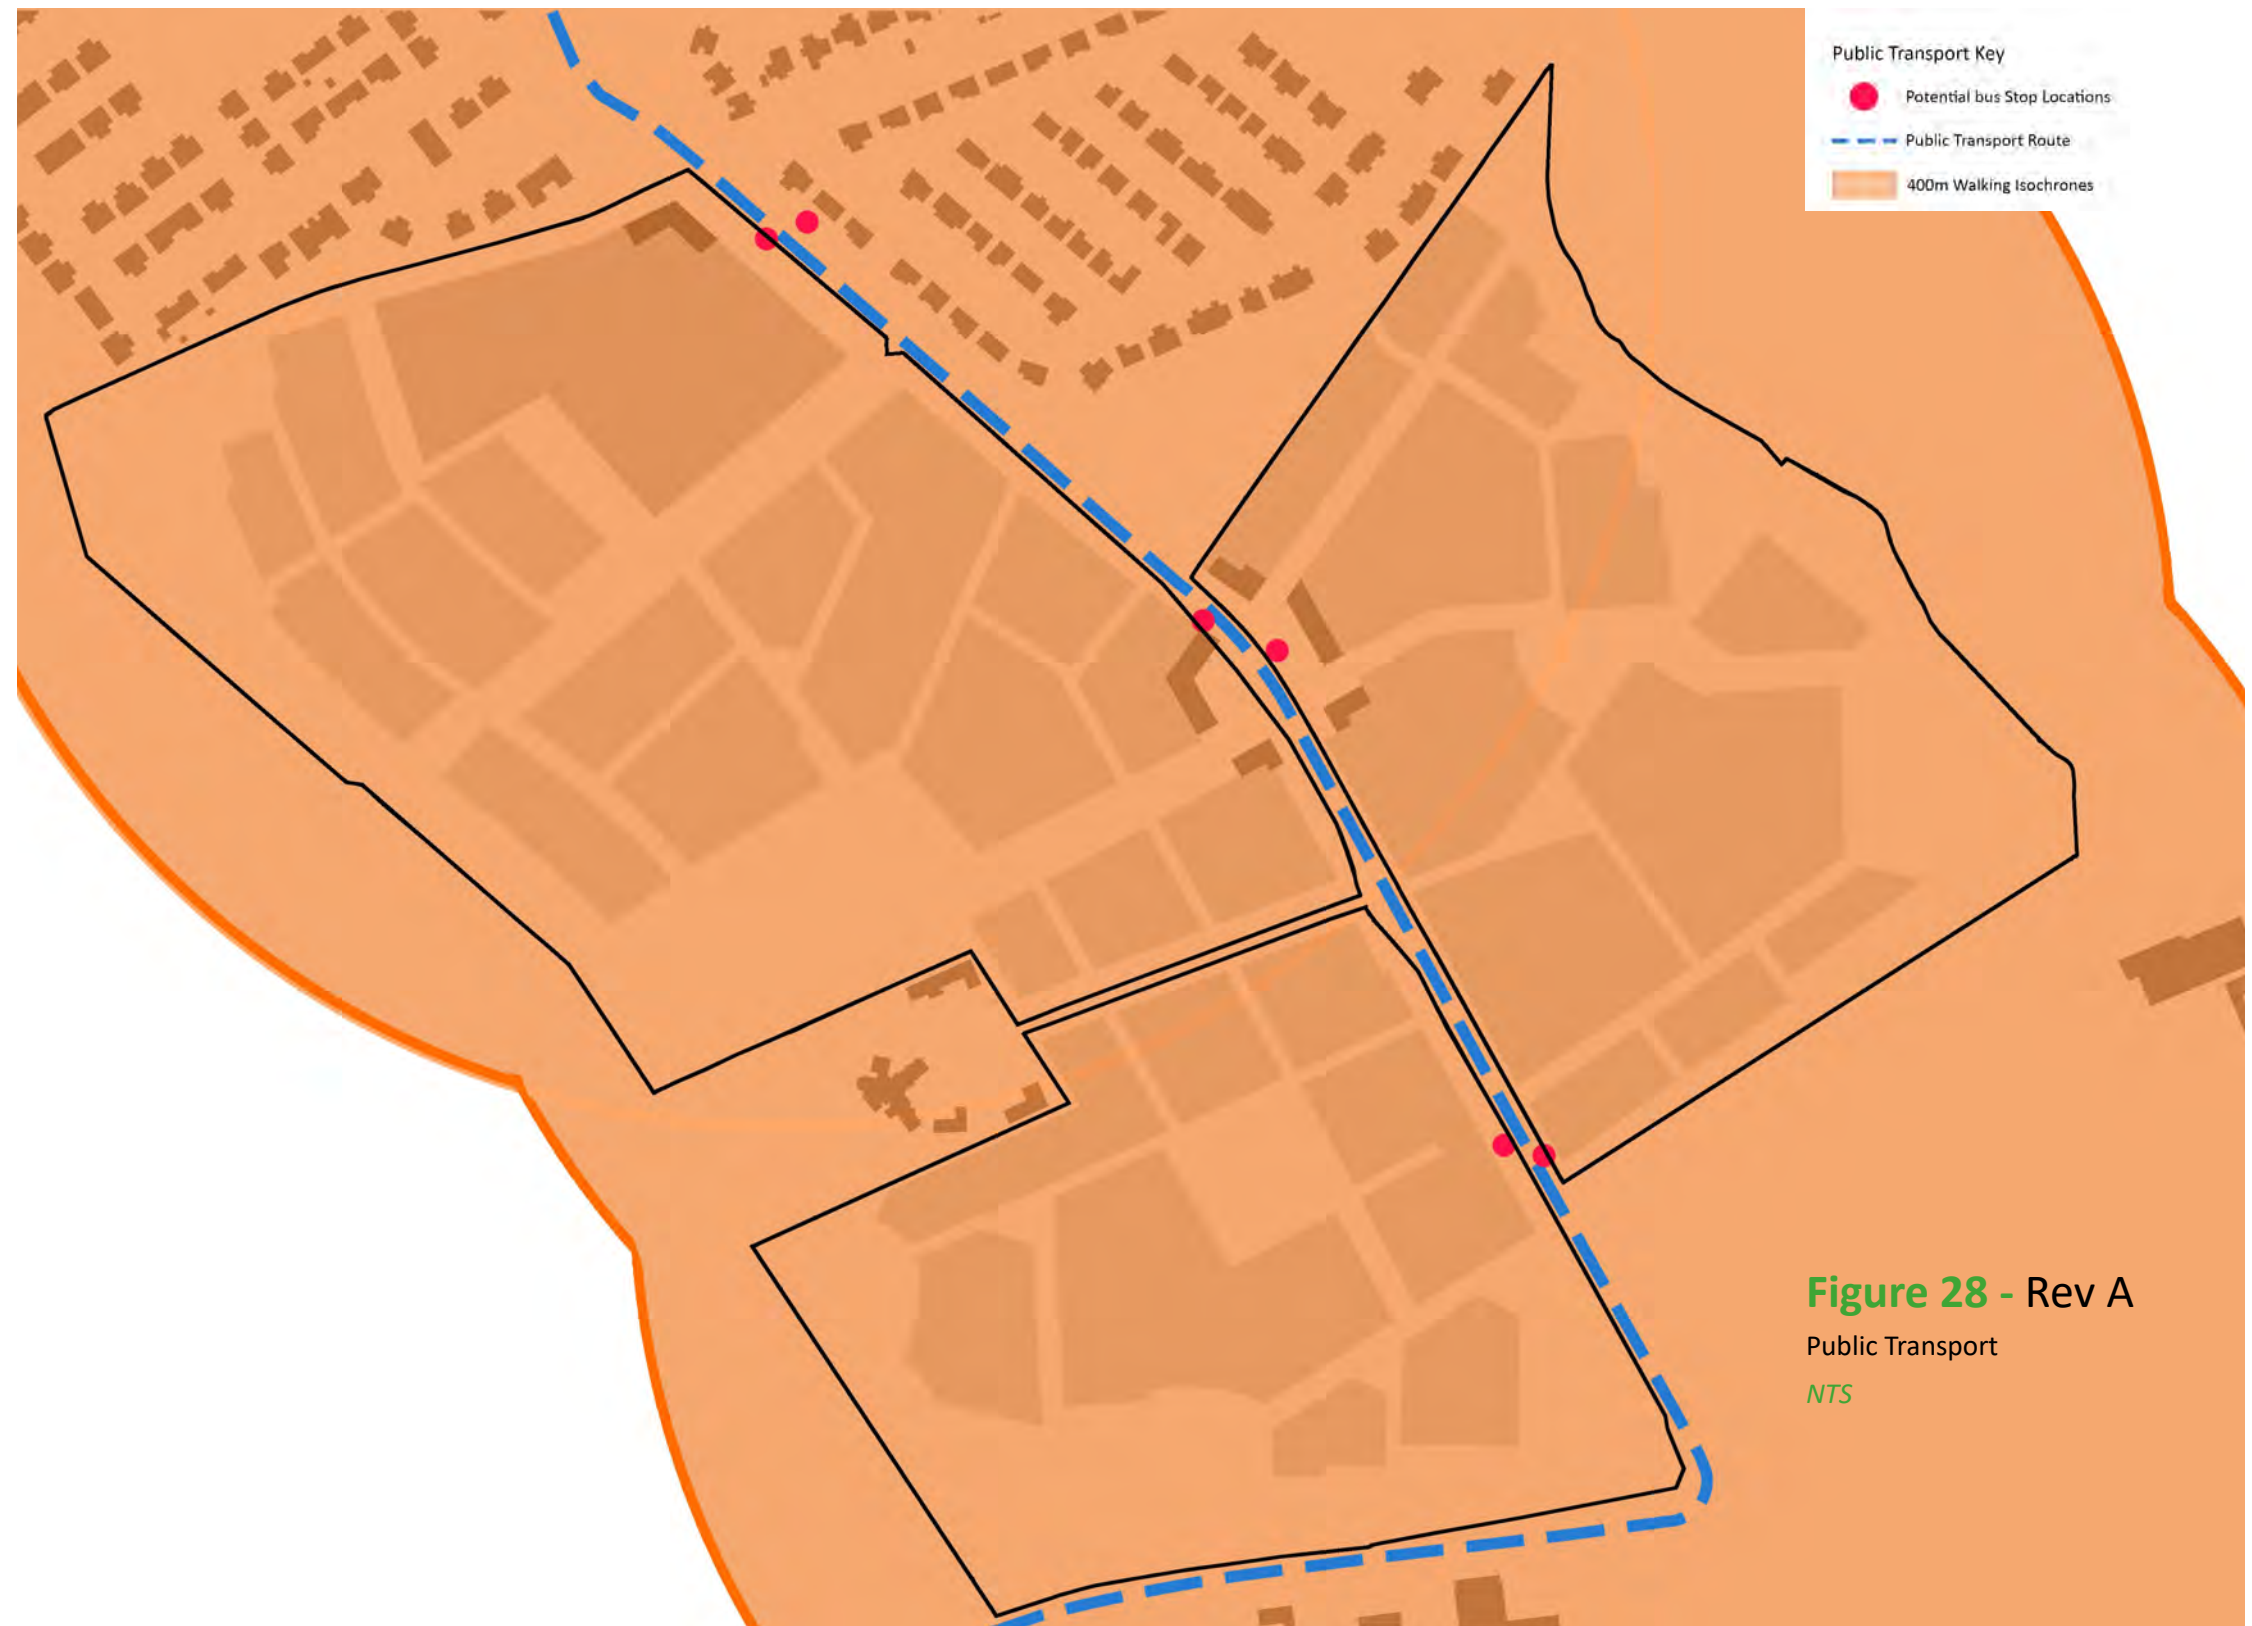 Public Transport Key
Potential bus Stop Locations
Public Transport Route
400m Walking Isochrones
Figure 28 - Rev A
Public Transport
NTS